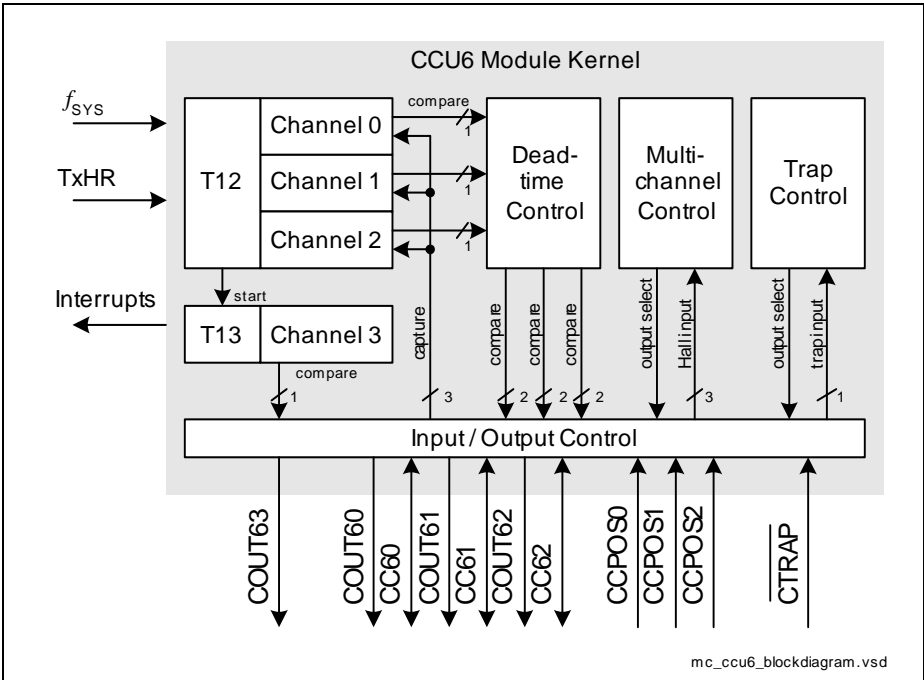 CCU6 Module Kernel
fSYS
TxHR
Interrupts
T12
Channel 0
Channel 1
Channel 2
compare
1
1
1
Dead-
time
Control
Multi-
channel
Control
Trap
Control
start
T13
Channel 3
compare
1
capture
3
compare
2
compare
2
compare
2
output select
Hall input
3
output select
trap input
1
Input / Output Control
COUT63
COUT60
CC60
COUT61
CC61
COUT62
CC62
CCPOS0
CCPOS1
CCPOS2
CTRAP
mc_ccu6_blockdiagram.vsd